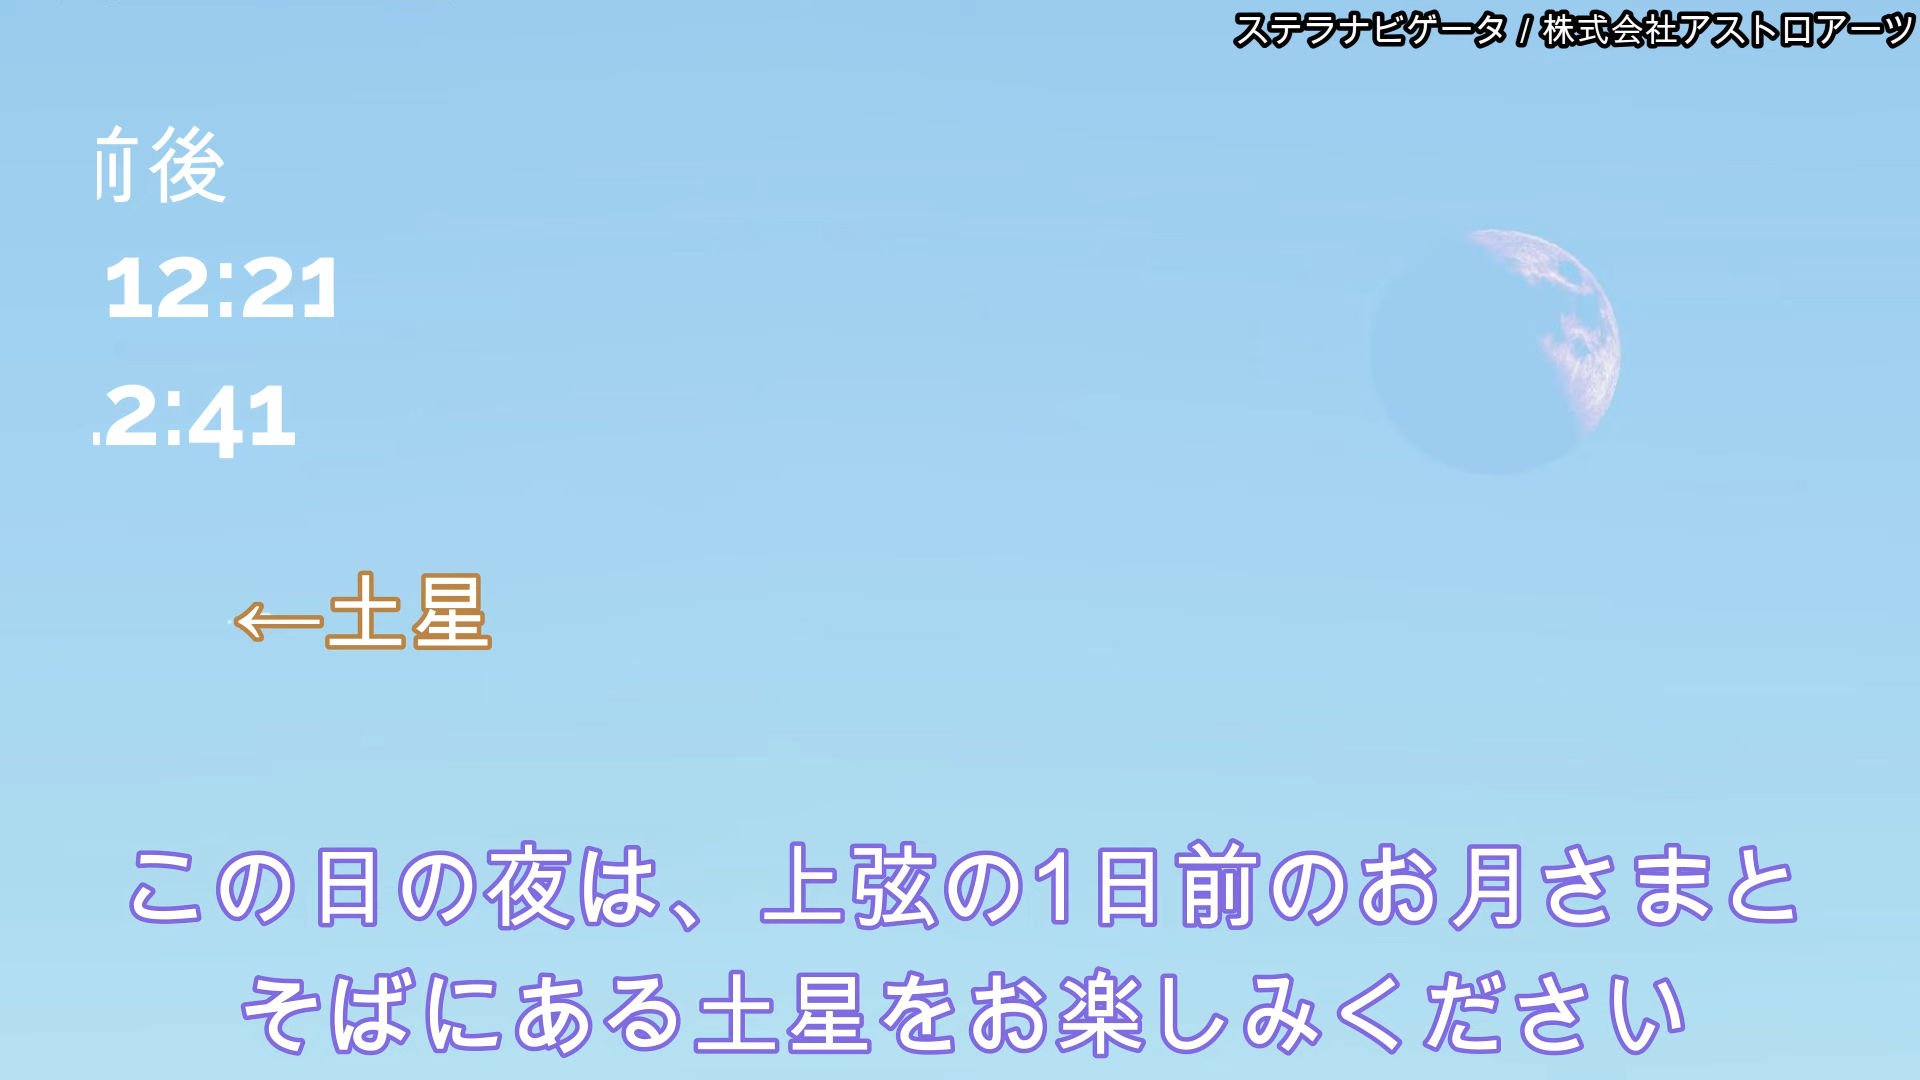 ステラナビゲータ / 株式会社アストロアーツ
前後
12:21
2:41
←土星
この日の夜は、上弦の1日前のお月さまと
そばにある土星をお楽しみください